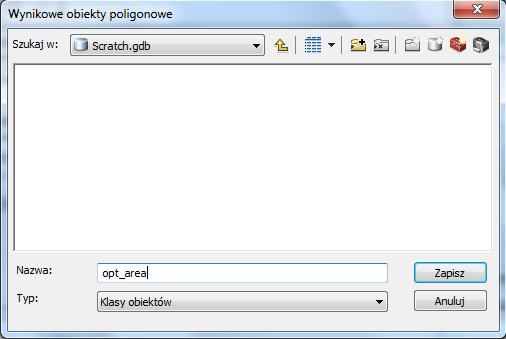 Wynikowe obiekty poligonowe
Szukaj w: Scratch.gdb
Nazwa: opt_area
Zapisz
Typ: Klasy obiektów
Anuluj